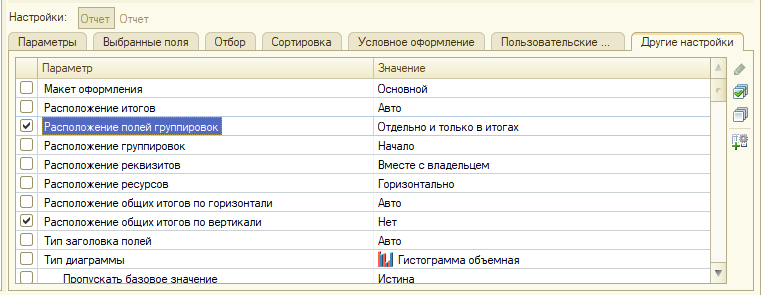 Настройки: Отчет Отчет
Параметры Выбранные поля Отбор Сортировка Условное оформление Пользовательские ... Другие настройки
Параметр Значение
Макет оформления Основной
Расположение итогов Авто
Расположение полей группировок Отдельно и только в итогах
Расположение группировок Начало
Расположение реквизитов Вместе с владельцем
Расположение ресурсов Горизонтально
Расположение общих итогов по горизонтали Авто
Расположение общих итогов по вертикали Нет
Тип заголовка полей Авто
Тип диаграммы Гистограмма объемная
Пропускать базовое значение Истина